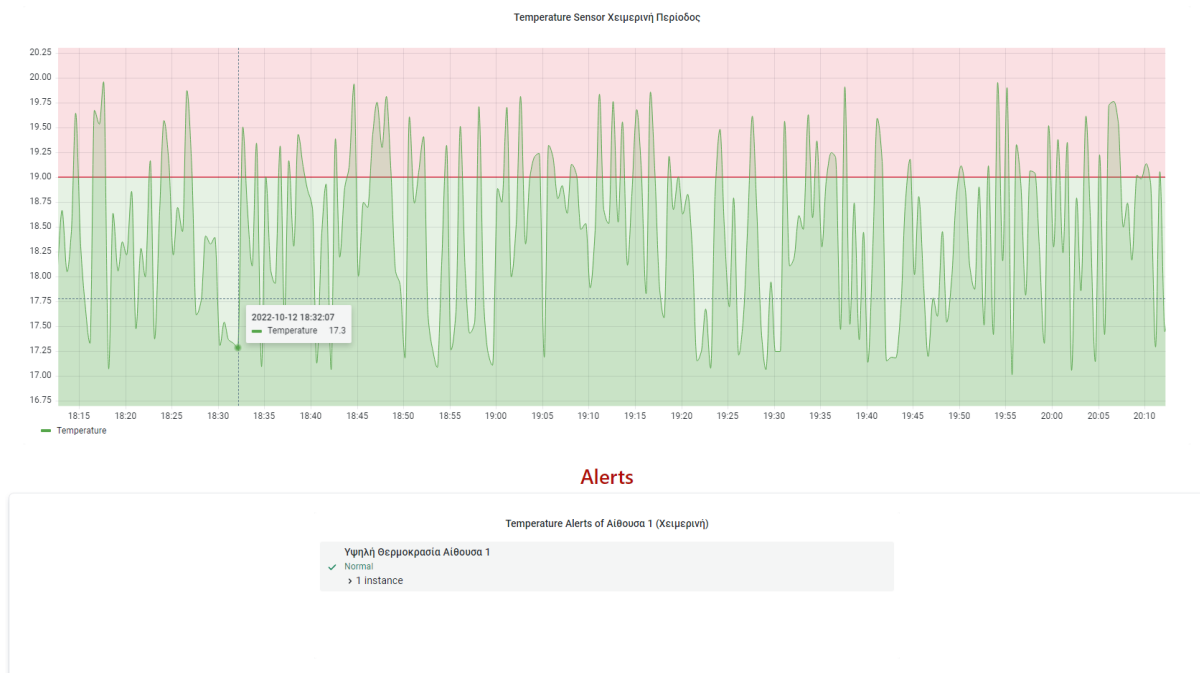 Temperature Sensor Χειμερινή Περίοδος
20.25
20.00
19.75
19.50
19.25
19.00
18.75
18.50
18.25
18.00
17.75
17.50
17.25
17.00
16.75
2022-10-12 18:32:07
Temperature 17.3
18:15 18:20 18:25 18:30 18:35 18:40 18:45 18:50 18:55 19:00 19:05 19:10 19:15 19:20 19:25 19:30 19:35 19:40 19:45 19:50 19:55 20:00 20:05 20:10
Temperature
Alerts
Temperature Alerts of Αίθουσα 1 (Χειμερινή)
Υψηλή Θερμοκρασία Αίθουσα 1
Normal
> 1 instance